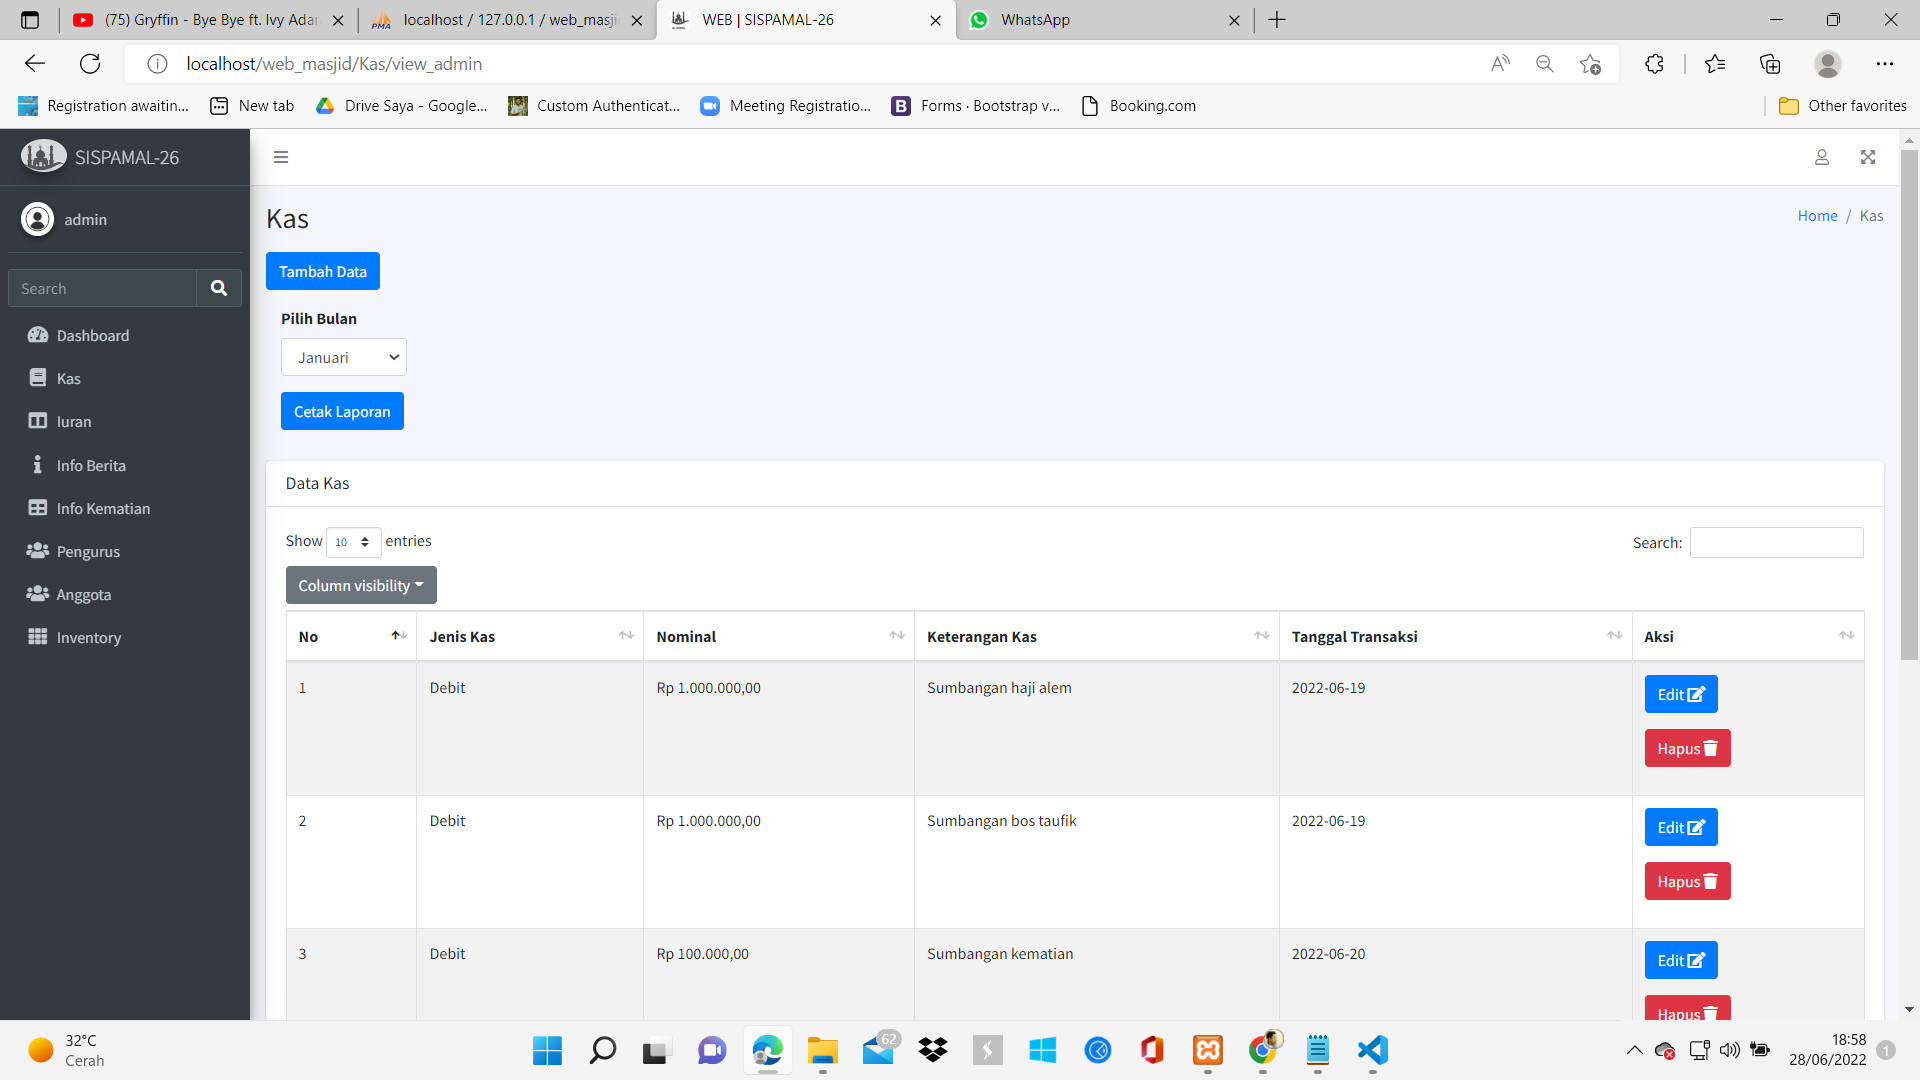 (75) Gryffin - Bye Bye ft. Ivy Adar
localhost / 127.0.0.1 / web_masji
WEB | SISPAMAL-26
WhatsApp
localhost/web_masjid/Kas/view_admin
Registration awaitin...
New tab
Drive Saya - Google...
Custom Authenticat...
Meeting Registratio...
Forms · Bootstrap v...
Booking.com
Other favorites
SISPAMAL-26
admin
Search
Dashboard
Kas
Iuran
Info Berita
Info Kematian
Pengurus
Anggota
Inventory
Kas
Home / Kas
Tambah Data
Pilih Bulan
Januari
Cetak Laporan
Data Kas
Show 10 entries
Search:
Column visibility
No Jenis Kas Nominal Keterangan Kas Tanggal Transaksi Aksi
1 Debit Rp 1.000.000,00 Sumbangan haji alem 2022-06-19 Edit
Hapus
2 Debit Rp 1.000.000,00 Sumbangan bos taufik 2022-06-19 Edit
Hapus
3 Debit Rp 100.000,00 Sumbangan kematian 2022-06-20 Edit
Hapus
32°C
Cerah
62
18:58
28/06/2022
1